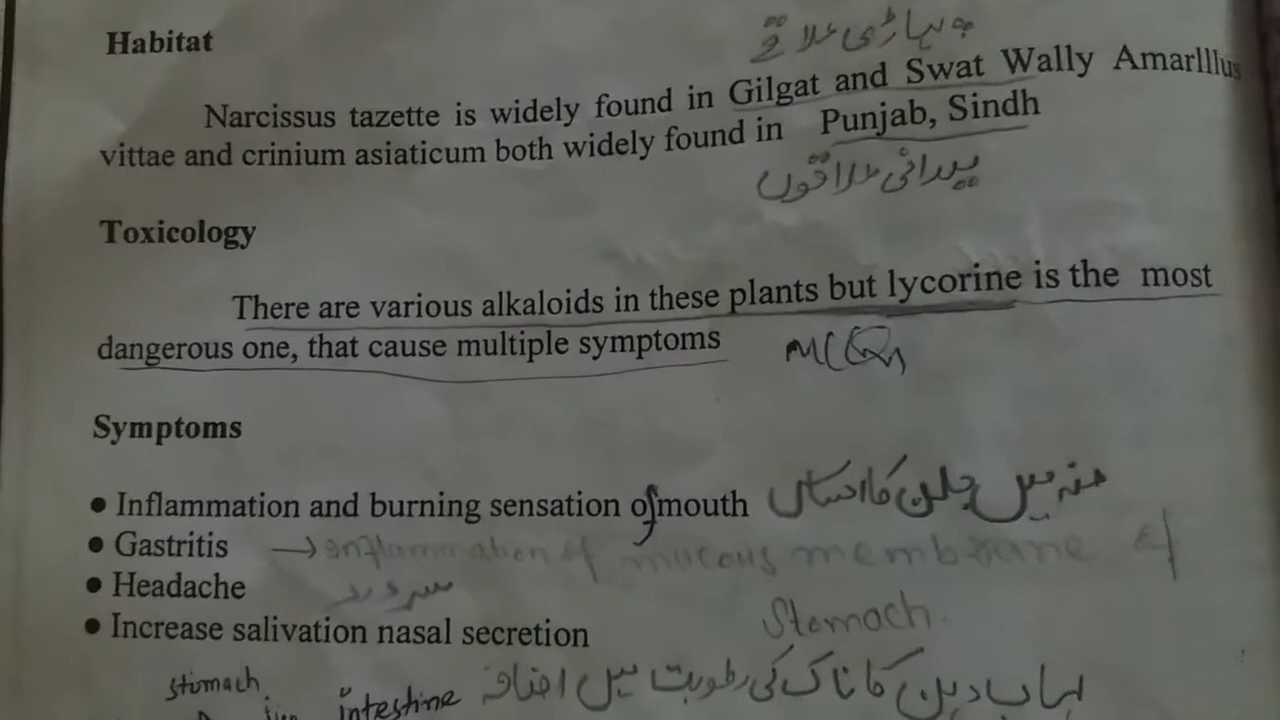 Habitat
پہاڑی علاقے
Narcissus tazette is widely found in Gilgat and Swat Wally Amarlllus
vittae and crinium asiaticum both widely found in Punjab, Sindh
میدانی علاقوں
Toxicology
There are various alkaloids in these plants but lycorine is the most
dangerous one, that cause multiple symptoms MCQs
Symptoms
• Inflammation and burning sensation of mouth منہ میں جلن کا احساس
• Gastritis → Inflammation of mucous membrane of
• Headache سر درد
Stomach.
• Increase salivation nasal secretion
لعاب دہن کا ناک کی رطوبت میں اضافہ
stomach. intestine